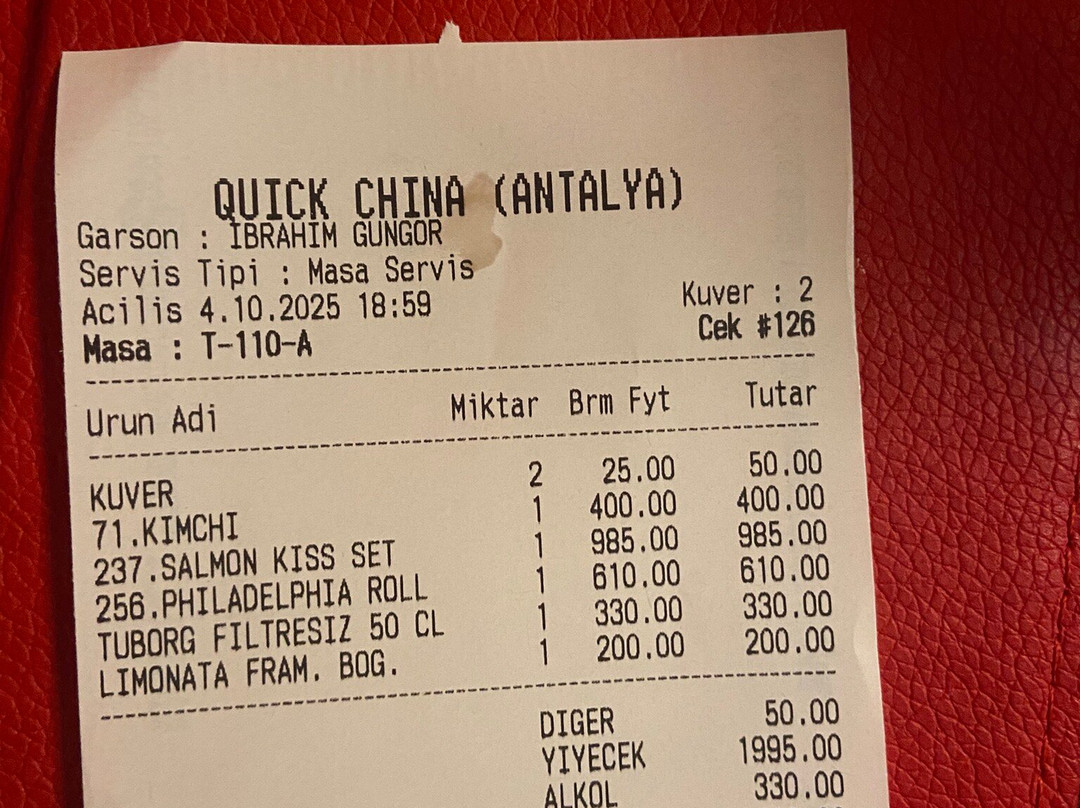 QUICK CHINA (ANTALYA)
Garson : IBRAHIM GUNGOR
Servis Tipi : Masa Servis
Acilis 4.10.2025 18:59 Kuver : 2
Masa : T-110-A Cek #126
Urun Adi Miktar Brm Fyt Tutar
KUVER 2 25.00 50.00
71.KIMCHI 1 400.00 400.00
237.SALMON KISS SET 1 985.00 985.00
256.PHILADELPHIA ROLL 1 610.00 610.00
TUBORG FILTRESIZ 50 CL 1 330.00 330.00
LIMONATA FRAM. BOG. 1 200.00 200.00
DIGER 50.00
YIYECEK 1995.00
ALKOL 330.00